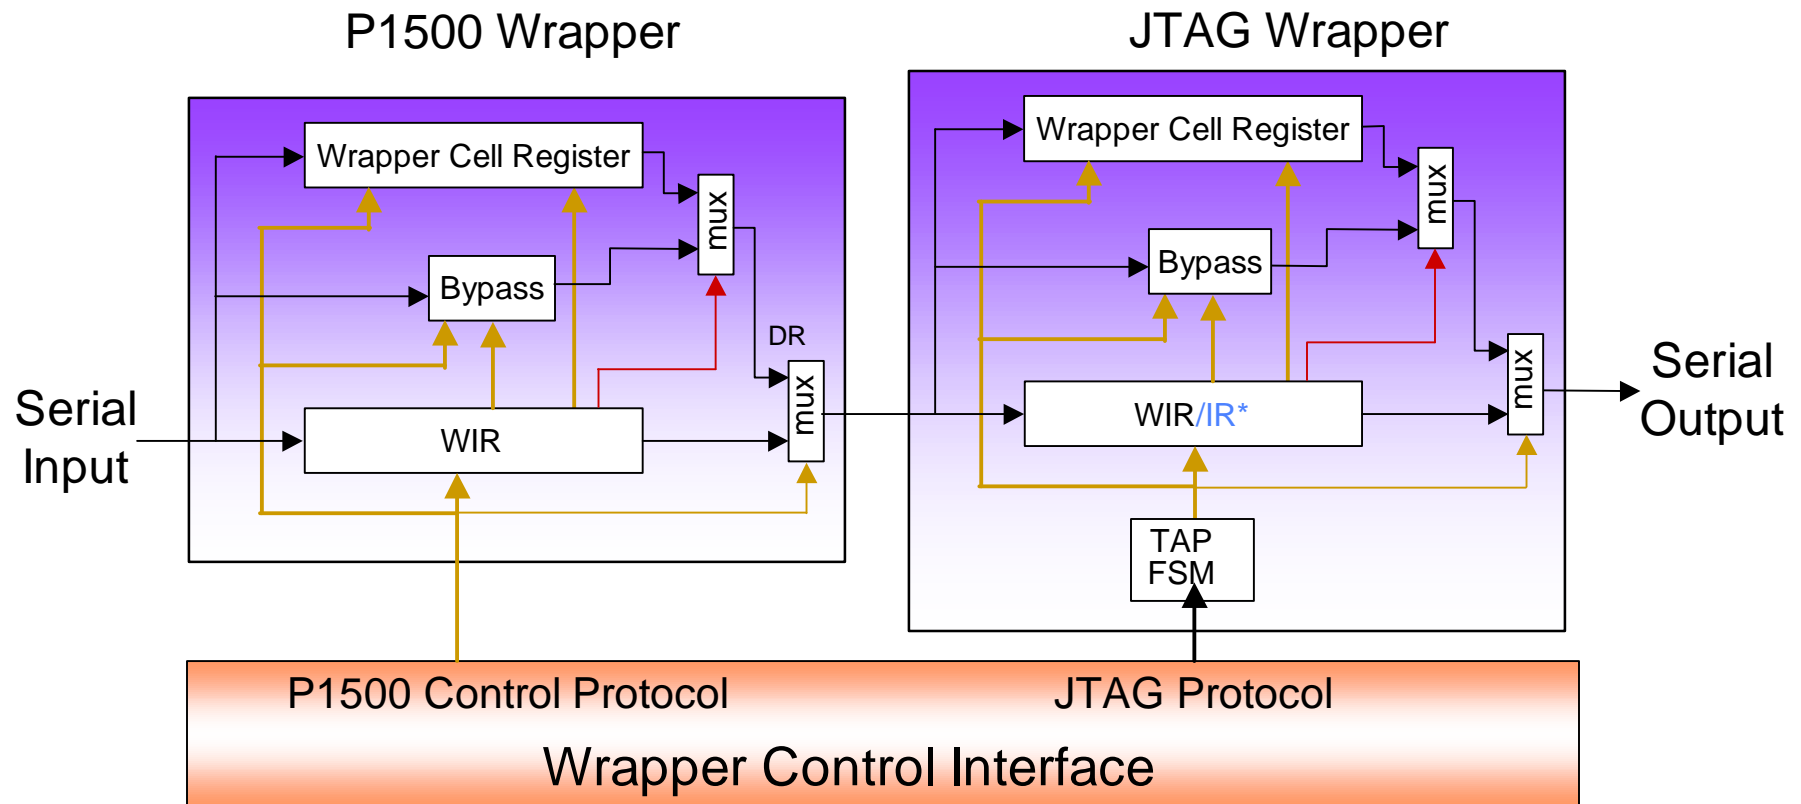 P1500 Wrapper
JTAG Wrapper
Wrapper Cell Register
mux
Bypass
DR
mux
WIR
Serial
Input
Wrapper Cell Register
mux
Bypass
mux
WIR/IR*
TAP
FSM
Serial
Output
P1500 Control Protocol
JTAG Protocol
Wrapper Control Interface